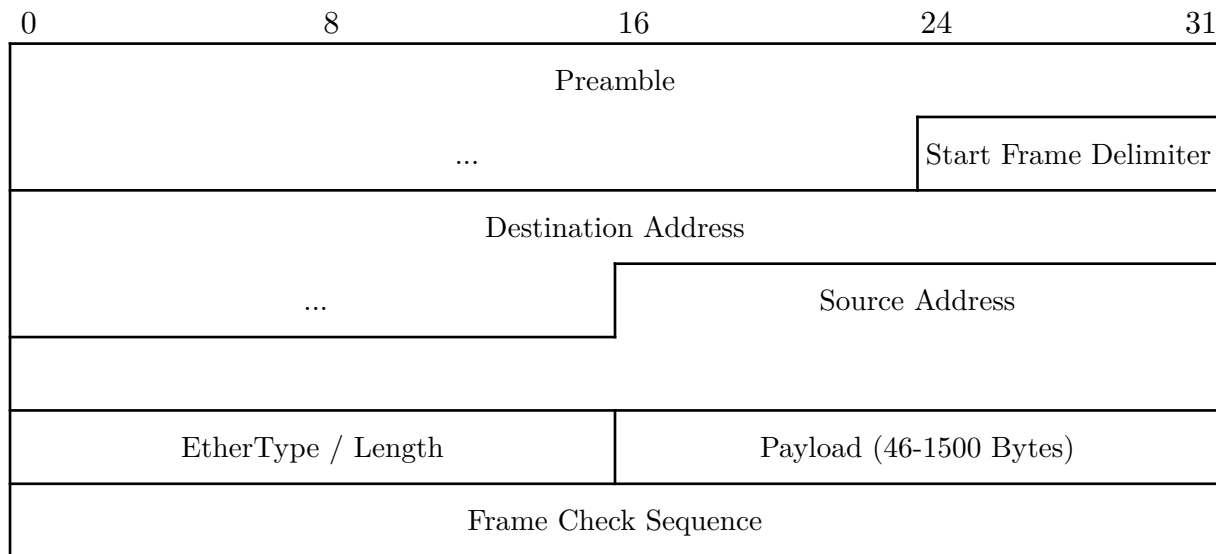 0 8 16 24 31
Preamble
... Start Frame Delimiter
Destination Address
... Source Address
EtherType / Length Payload (46-1500 Bytes)
Frame Check Sequence